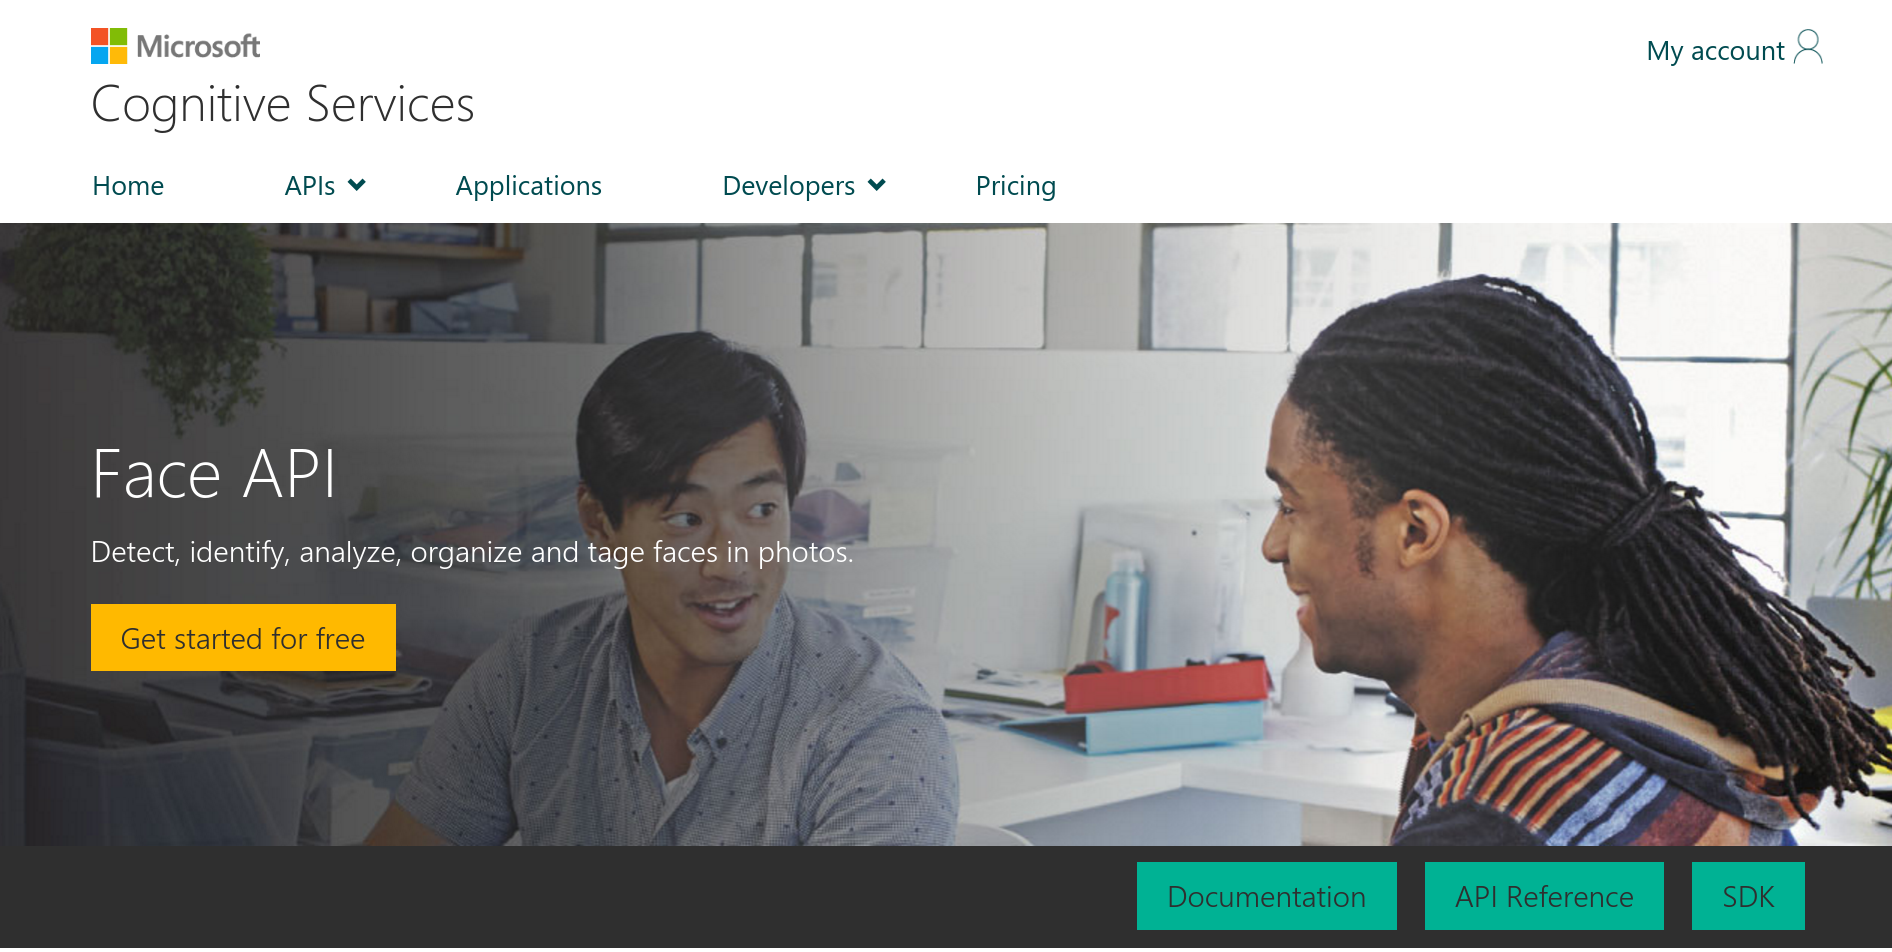 Microsoft
My account
Cognitive Services
Home APIs Applications Developers Pricing
Face API
Detect, identify, analyze, organize and tage faces in photos.
Get started for free
Documentation API Reference SDK